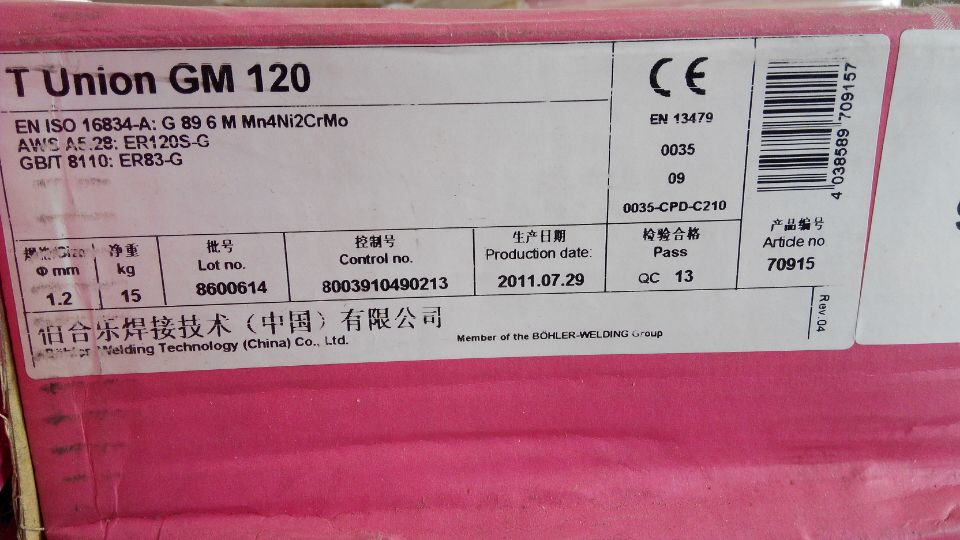 T Union GM 120
EN ISO 16834-A: G 89 6 M Mn4Ni2CrMo
AWS A5.28: ER120S-G
GB/T 8110: ER83-G
CE
EN 13479
0035
09
0035-CPD-C210
4 038589 709157
规格/Size
Φ mm
1.2
净重
kg
15
批号
Lot no.
8600614
控制号
Control no.
8003910490213
生产日期
Production date:
2011.07.29
检验合格
Pass
QC 13
产品编号
Article no
70915
伯合乐焊接技术（中国）有限公司
Böhler Welding Technology (China) Co., Ltd.
Member of the BÖHLER-WELDING Group
Rev.04